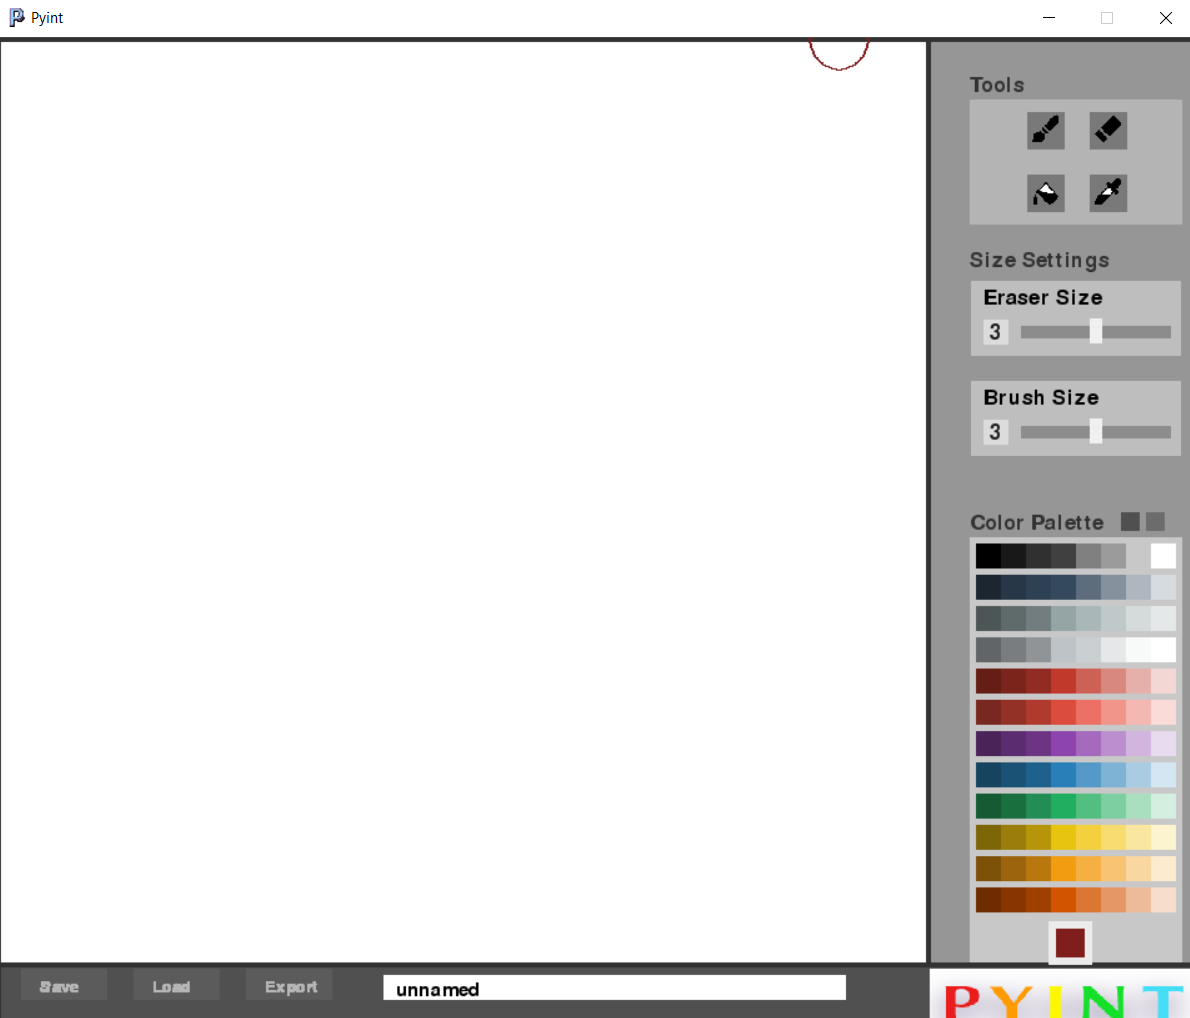 Pyint
Tools
Size Settings
Eraser Size
3
Brush Size
3
Color Palette
Save
Load
Export
unnamed
PYINT